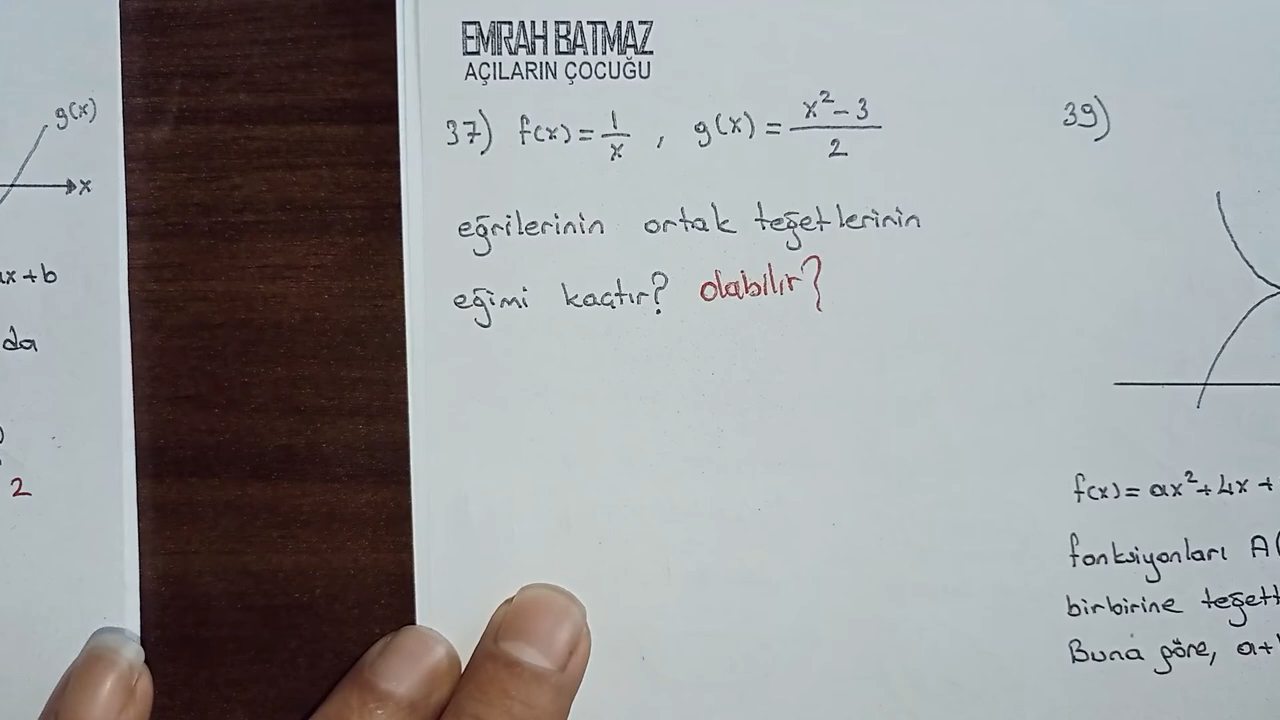 g(x)
x
x+b
da
2
EMRAH BATMAZ
AÇILARIN ÇOCUĞU
37) f(x) = 1/x , g(x) = x²-3/2
eğrilerinin ortak teğetlerinin
eğimi kaçtır? olabilir?
39)
f(x) = ax²+4x+
fonksiyonları A(
birbirine teğett
Buna göre, a+